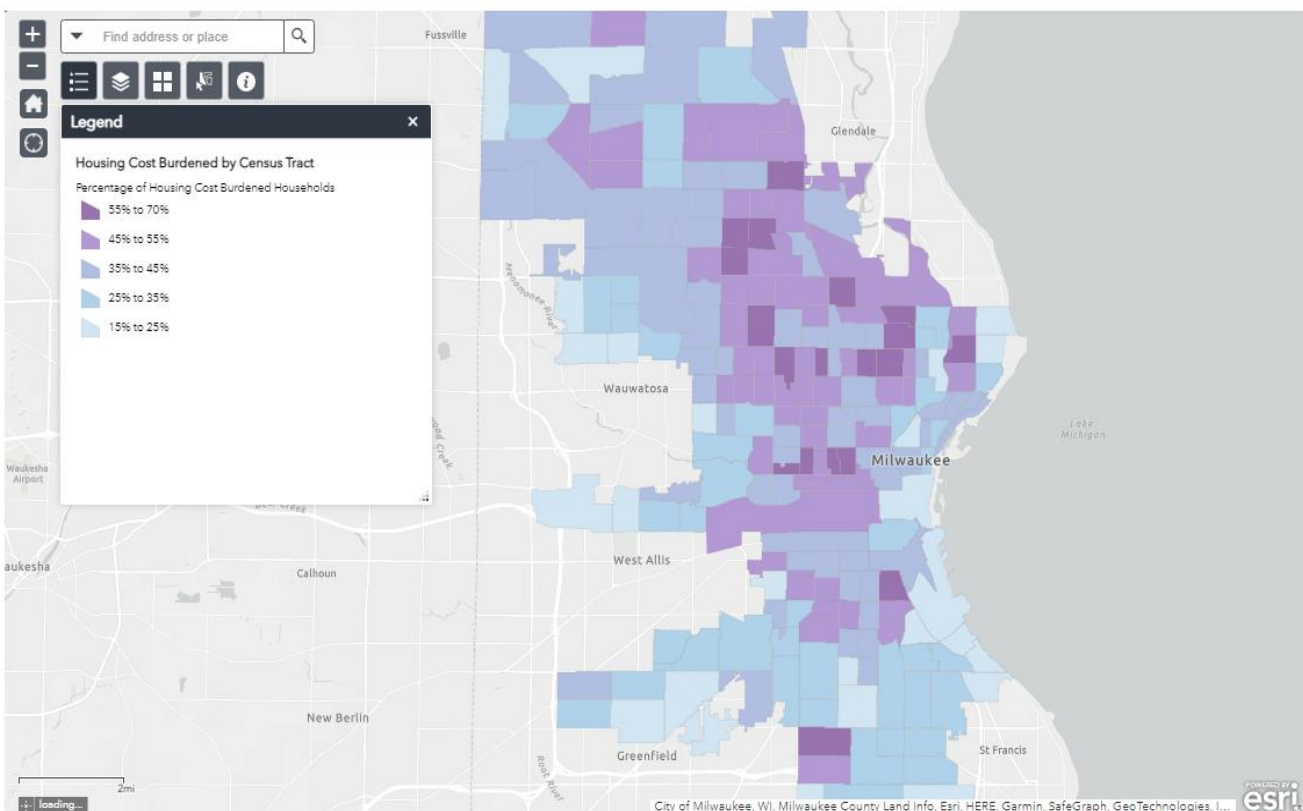 +
−
Find address or place
Legend
×
Housing Cost Burdened by Census Tract
Percentage of Housing Cost Burdened Households
55% to 70%
45% to 55%
35% to 45%
25% to 35%
15% to 25%
Fussville
Glendale
Menomonee River
Wauwatosa
Creek
Lake
Michigan
Milwaukee
Waukesha
Airport
Deer Creek
West Allis
aukesha
Calhoun
New Berlin
Greenfield
St Francis
Root River
2mi
loading...
City of Milwaukee, WI, Milwaukee County Land Info, Esri, HERE, Garmin, SafeGraph, GeoTechnologies, I...
POWERED BY
esri